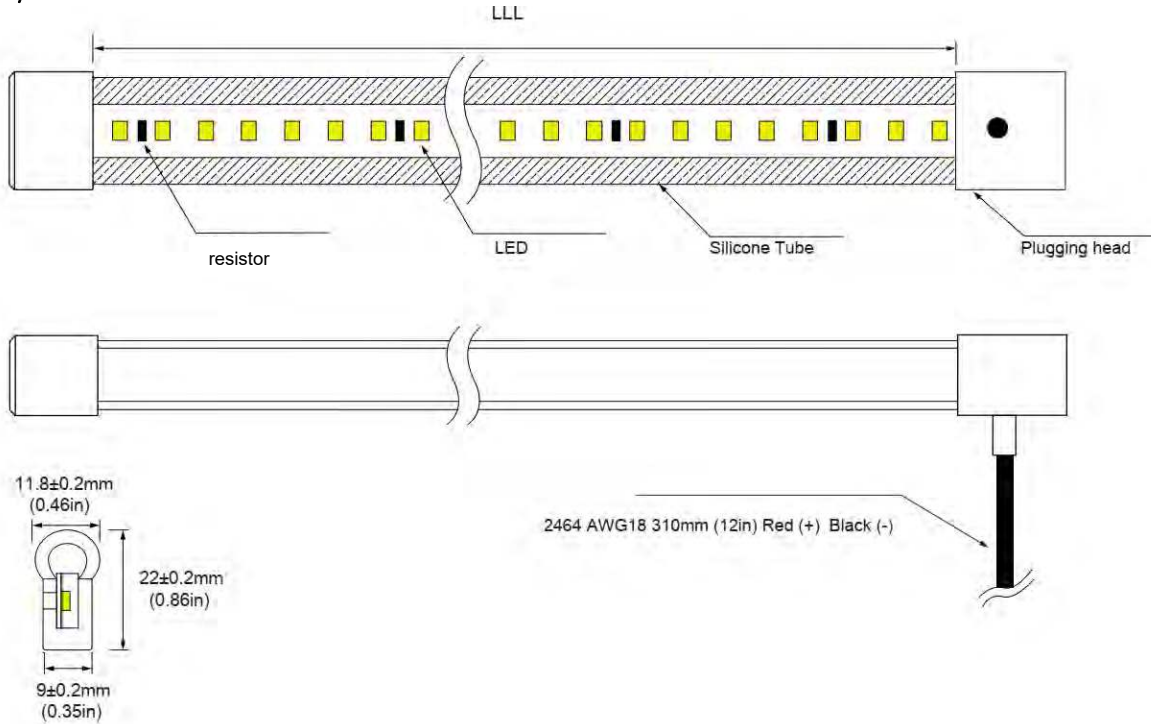 LLL
resistor
LED
Silicone Tube
Plugging head
2464 AWG18 310mm (12in) Red (+) Black (-)
11.8±0.2mm
(0.46in)
22±0.2mm
(0.86in)
9±0.2mm
(0.35in)